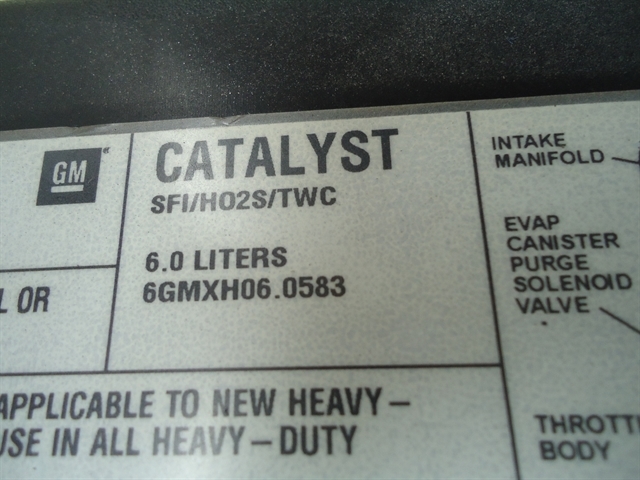 GM
CATALYST
SFI/HO2S/TWC
6.0 LITERS
6GMXH06.0583
L OR
APPLICABLE TO NEW HEAVY–
USE IN ALL HEAVY–DUTY
INTAKE
MANIFOLD
EVAP
CANISTER
PURGE
SOLENOID
VALVE
THROTTL
BODY